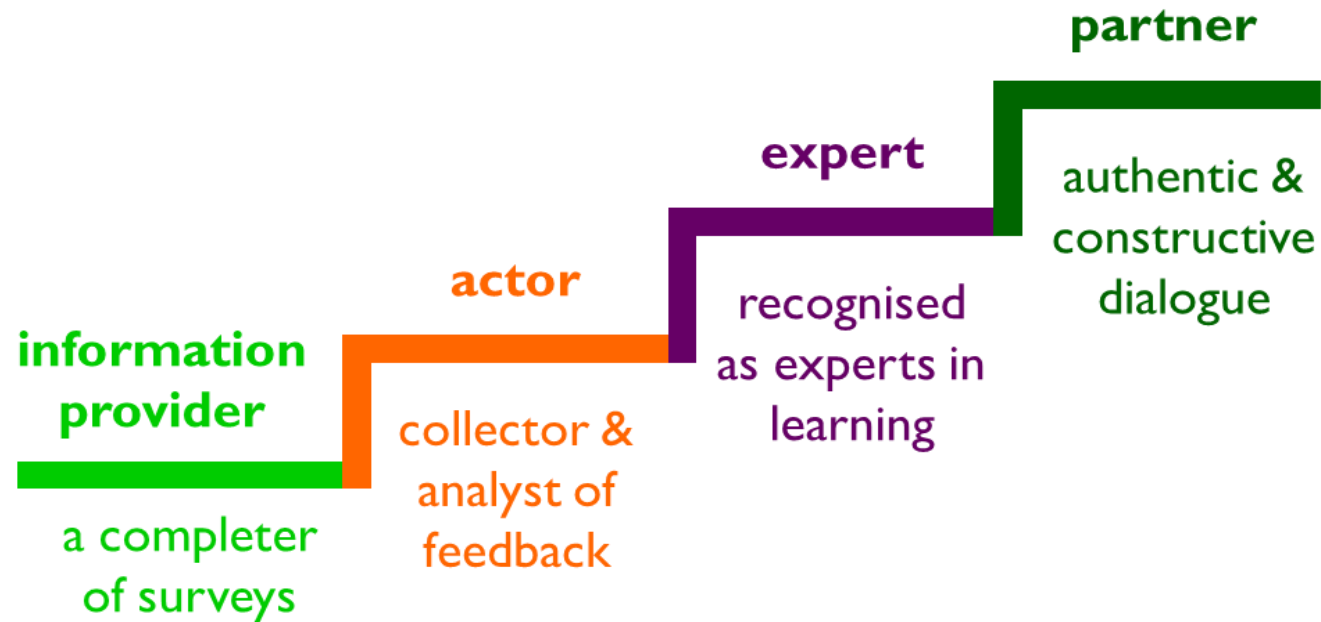 information
provider
a completer
of surveys
actor
collector &
analyst of
feedback
expert
recognised
as experts in
learning
partner
authentic &
constructive
dialogue